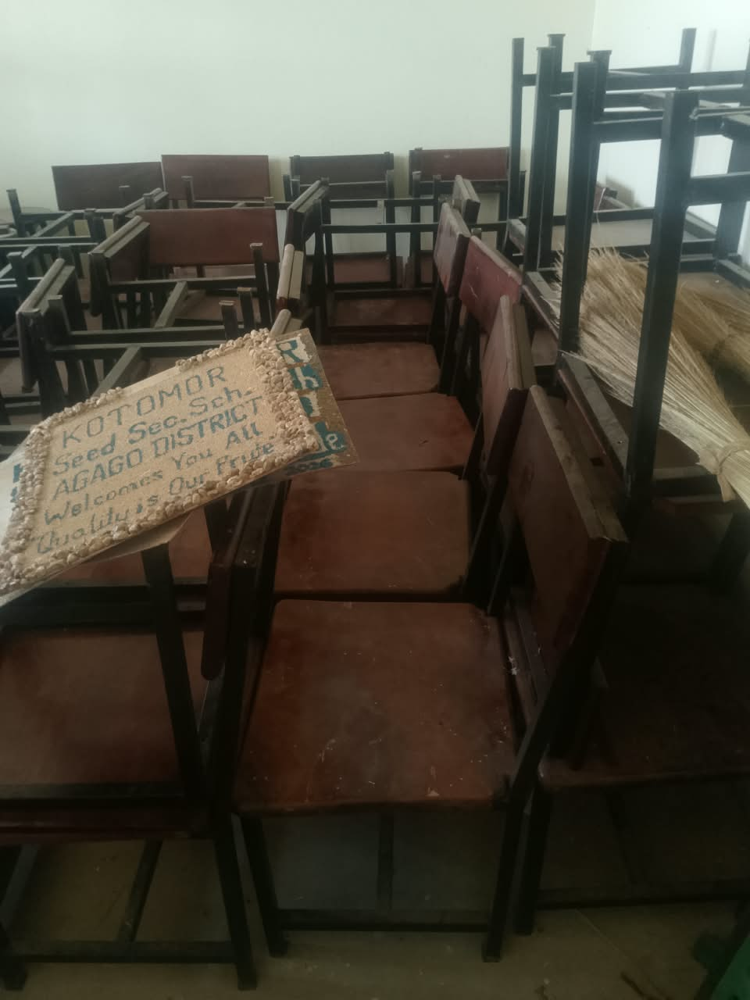 KOTOMOR
Seed Sec. Sch.
AGAGO DISTRICT
Welcomes You All
Quality is Our Pride